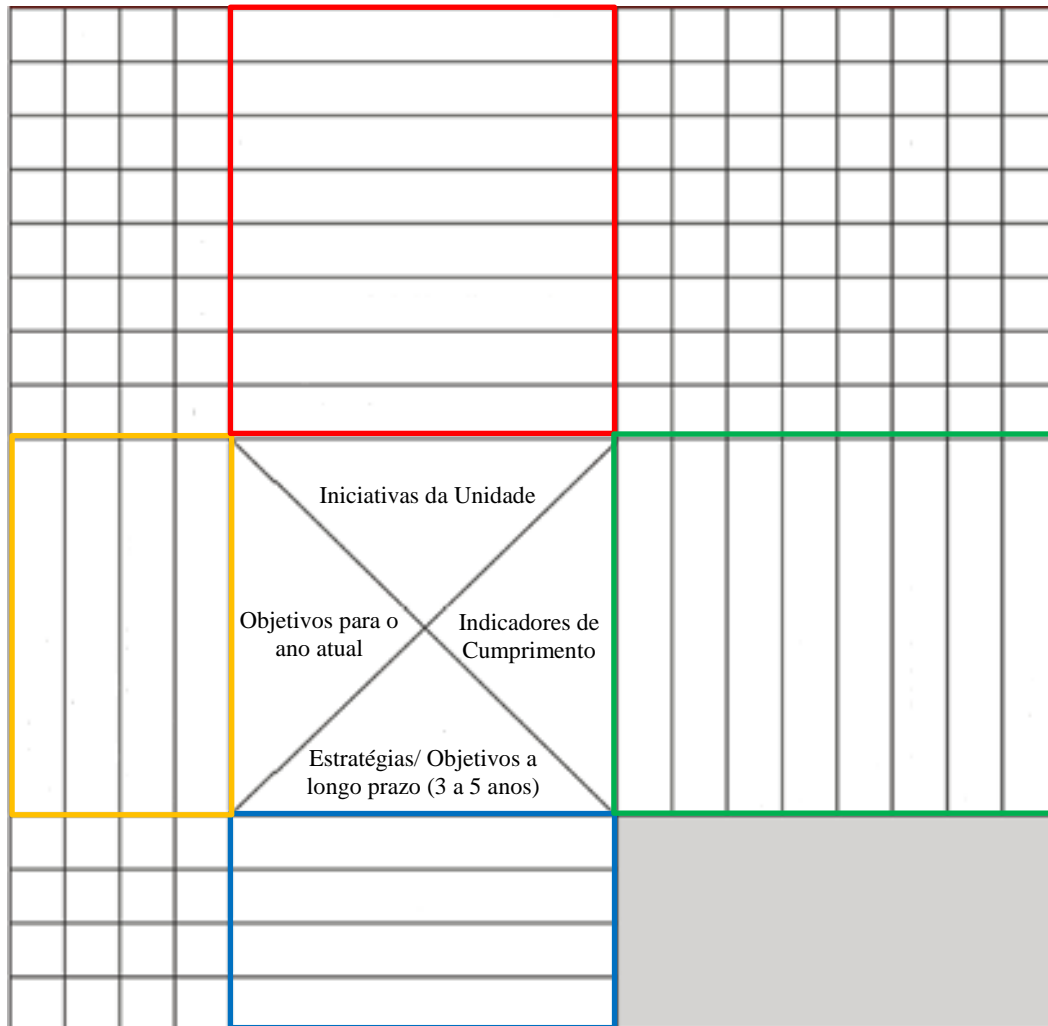 Iniciativas da Unidade
Objetivos para o
ano atual
Indicadores de
Cumprimento
Estratégias/ Objetivos a
longo prazo (3 a 5 anos)